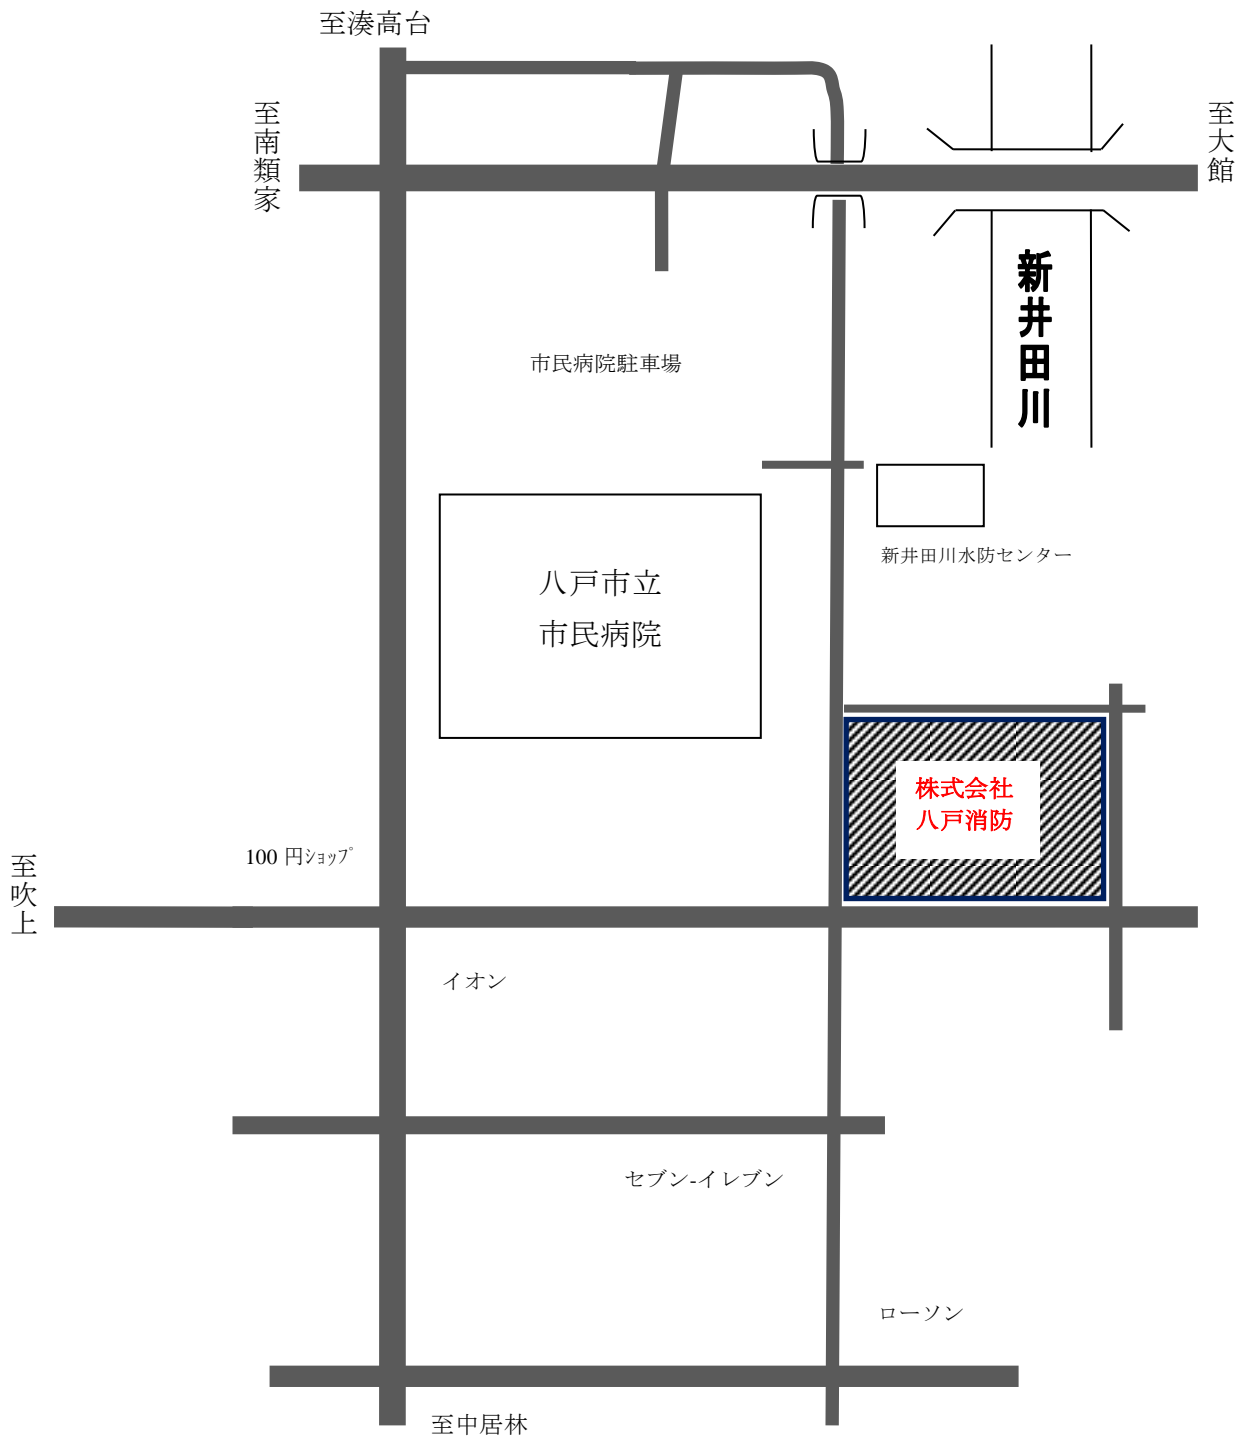 至湊高台
至南類家
至大館
新井田川
市民病院駐車場
新井田川水防センター
八戸市立
市民病院
株式会社
八戸消防
100 円ｼｮｯﾌﾟ
至吹上
イオン
セブン-イレブン
ローソン
至中居林